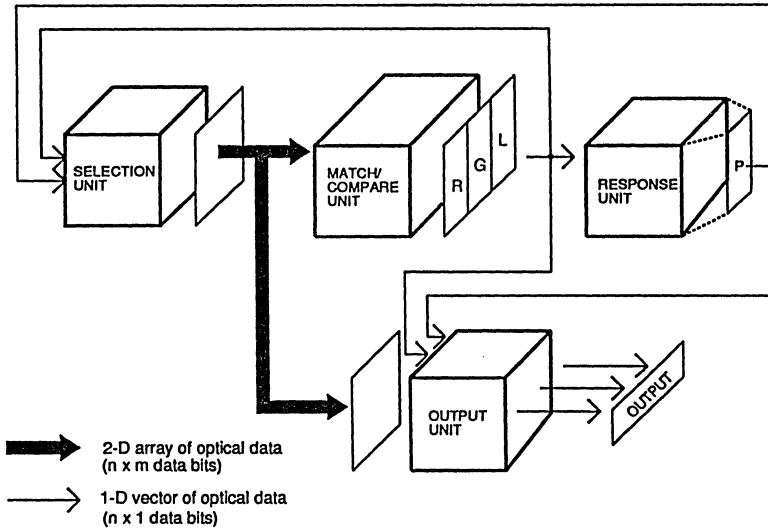 SELECTION
UNIT
MATCH/
COMPARE
UNIT
R
G
L
RESPONSE
UNIT
P
OUTPUT
UNIT
OUTPUT
2-D array of optical data
(n x m data bits)
1-D vector of optical data
(n x 1 data bits)